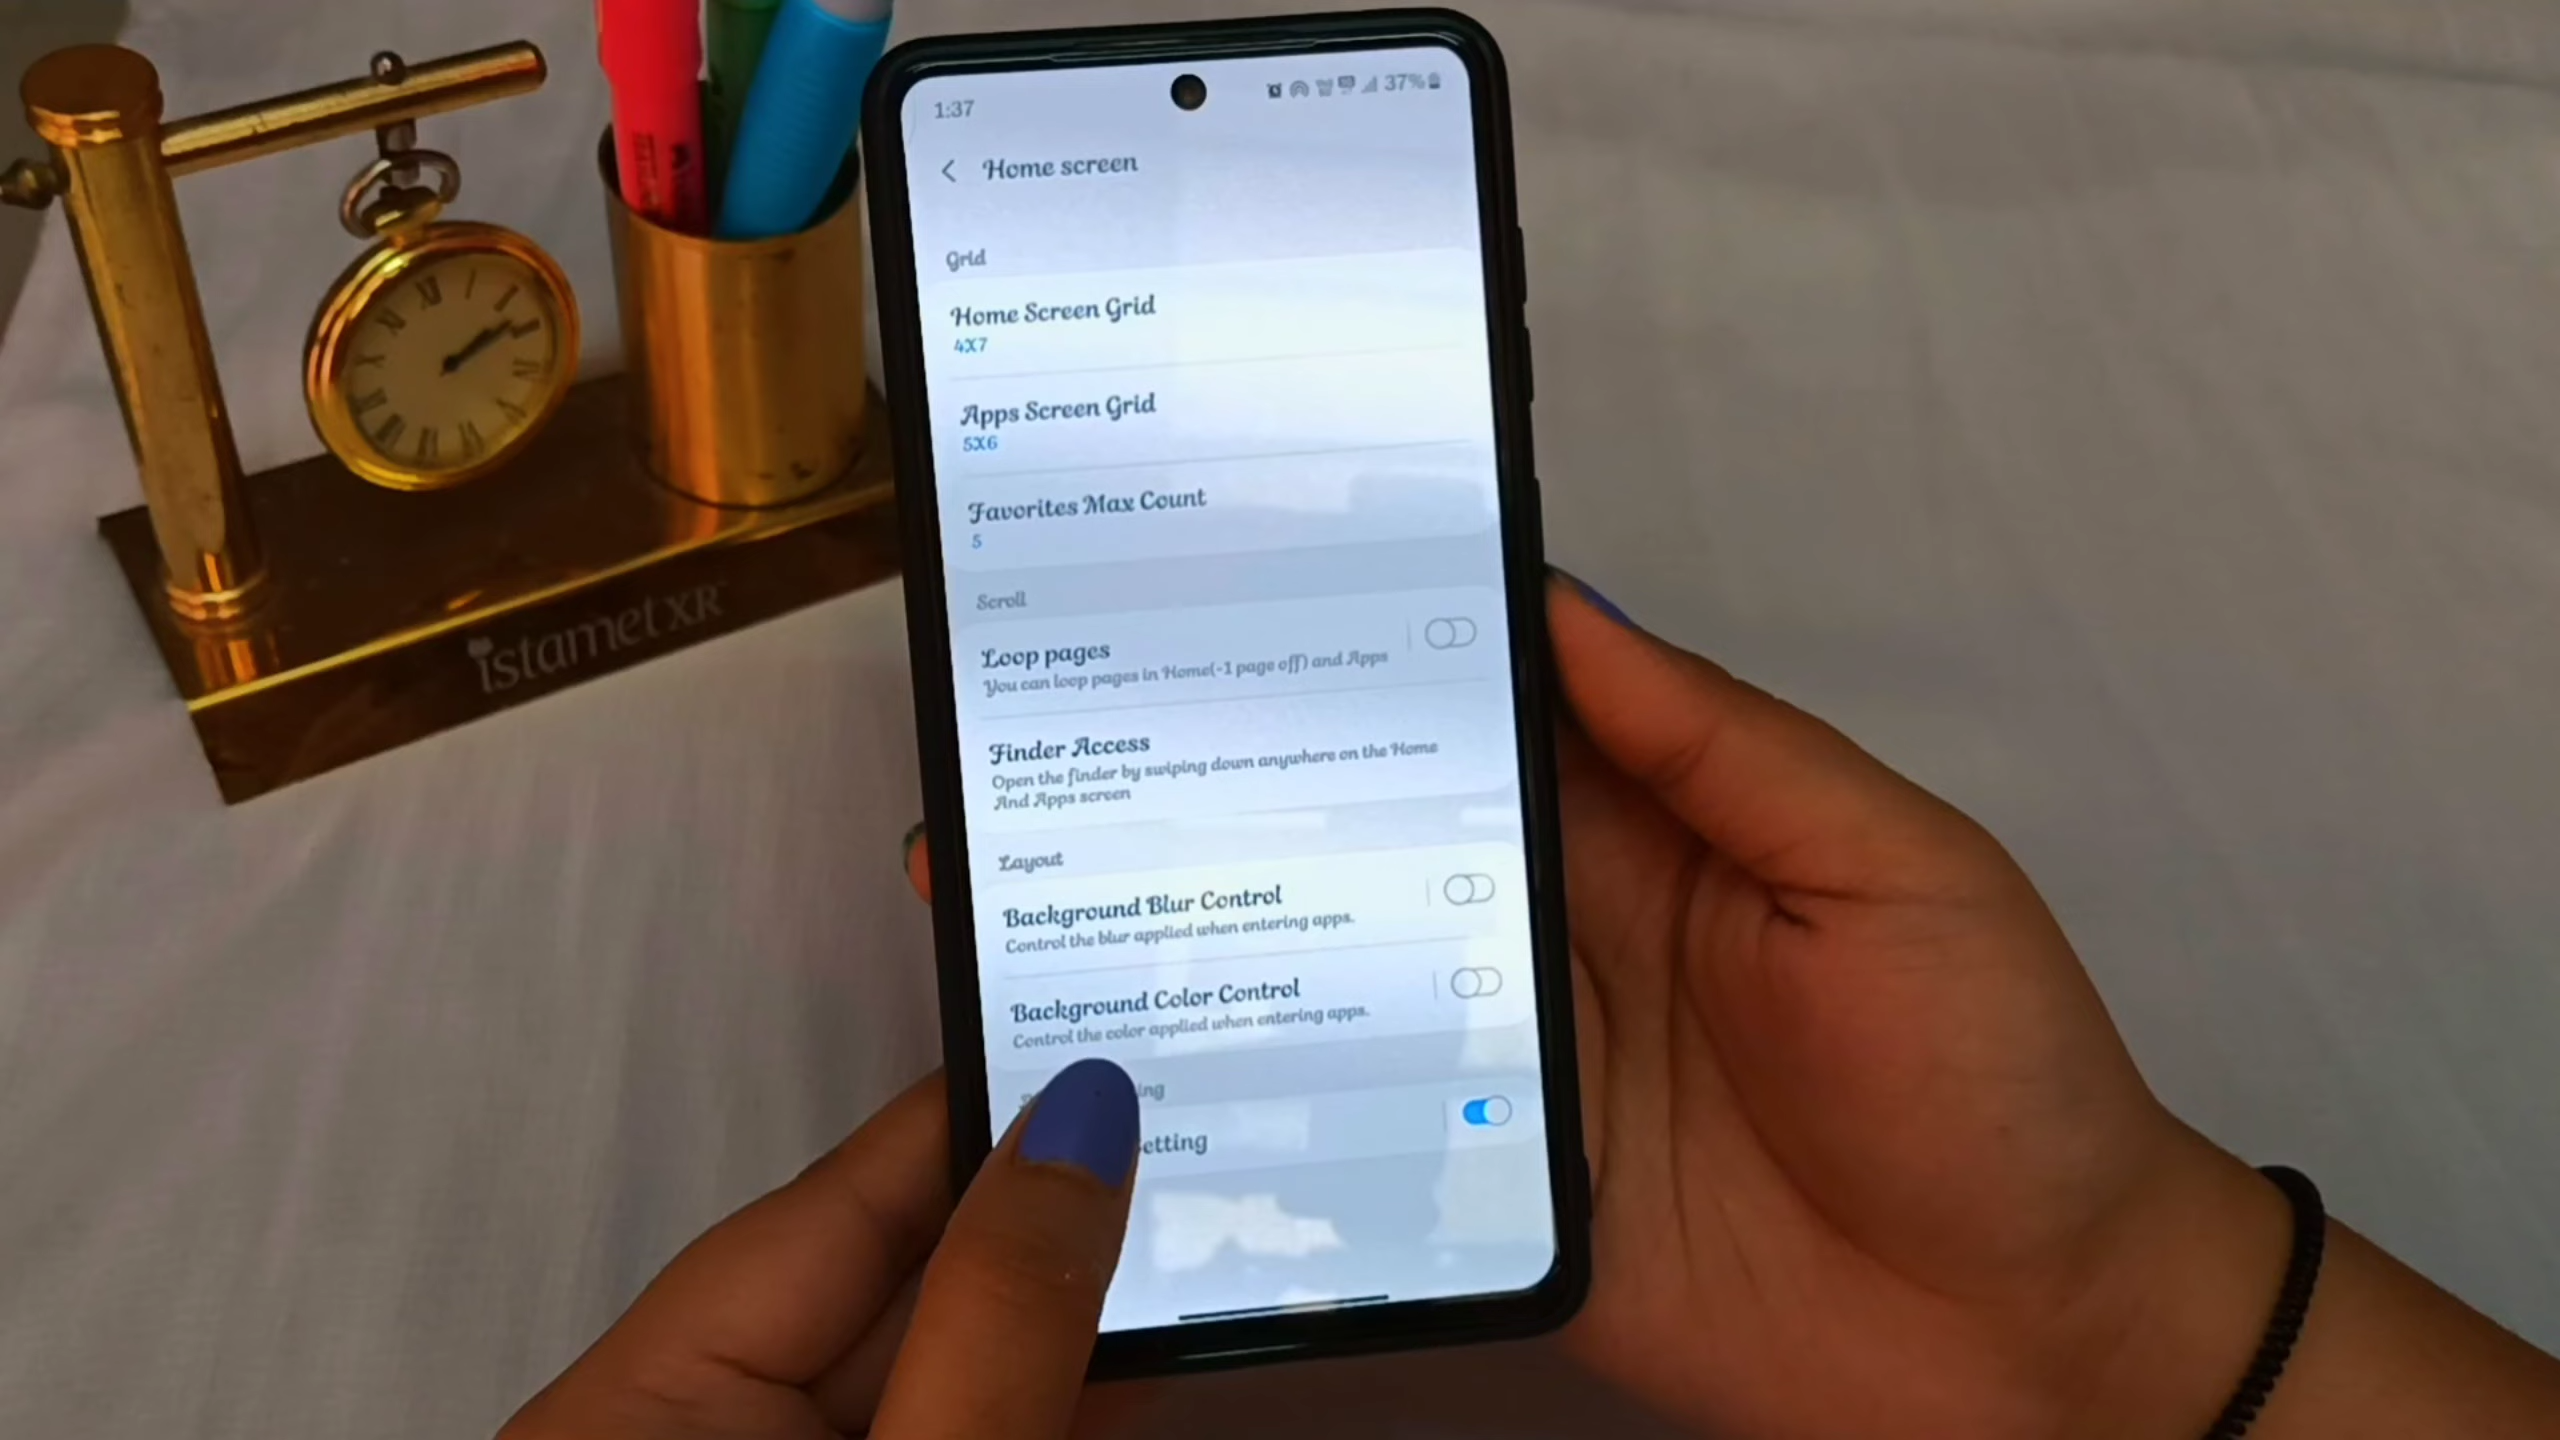 1:37
37%
Home screen
Grid
Home Screen Grid
4X7
Apps Screen Grid
5X6
Favorites Max Count
5
Scroll
Loop pages
You can loop pages in Home(-1 page off) and Apps
Finder Access
Open the finder by swiping down anywhere on the Home
And Apps screen
Layout
Background Blur Control
Control the blur applied when entering apps.
Background Color Control
Control the color applied when entering apps.
istamet XR